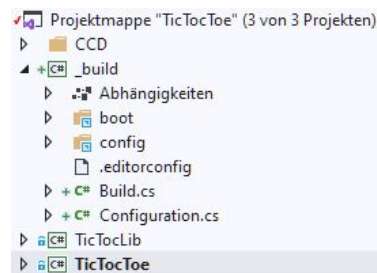 Projektmappe "TicTocToe" (3 von 3 Projekten)
CCD
C# _build
Abhängigkeiten
boot
config
.editorconfig
C# Build.cs
C# Configuration.cs
C# TicTocLib
C# TicTocToe